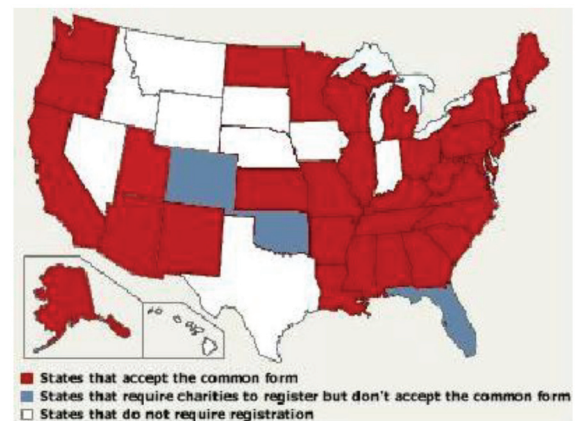 States that accept the common form
States that require charities to register but don't accept the common form
States that do not require registration